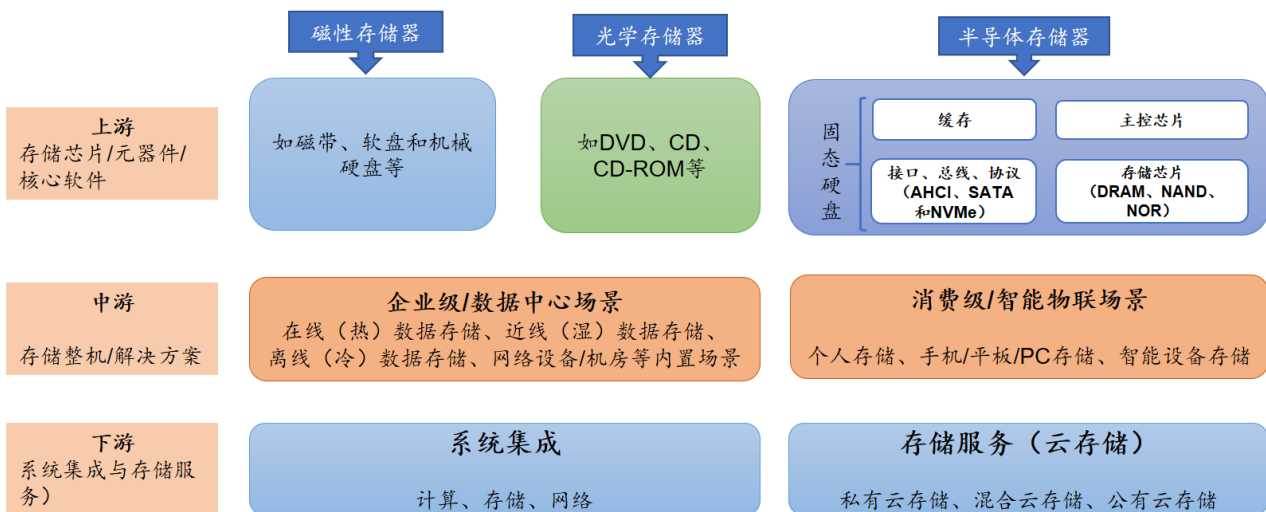 磁性存储器
光学存储器
半导体存储器
上游
存储芯片/元器件/
核心软件
如磁带、软盘和机械
硬盘等
如DVD、CD、
CD-ROM等
固态硬盘
缓存
主控芯片
接口、总线、协议
（AHCI、SATA
和NVMe）
存储芯片
（DRAM、NAND、
NOR）
中游
存储整机/解决方案
企业级/数据中心场景
在线（热）数据存储、近线（湿）数据存储、
离线（冷）数据存储、网络设备/机房等内置场景
消费级/智能物联场景
个人存储、手机/平板/PC存储、智能设备存储
下游
系统集成与存储服
务）
系统集成
计算、存储、网络
存储服务（云存储）
私有云存储、混合云存储、公有云存储